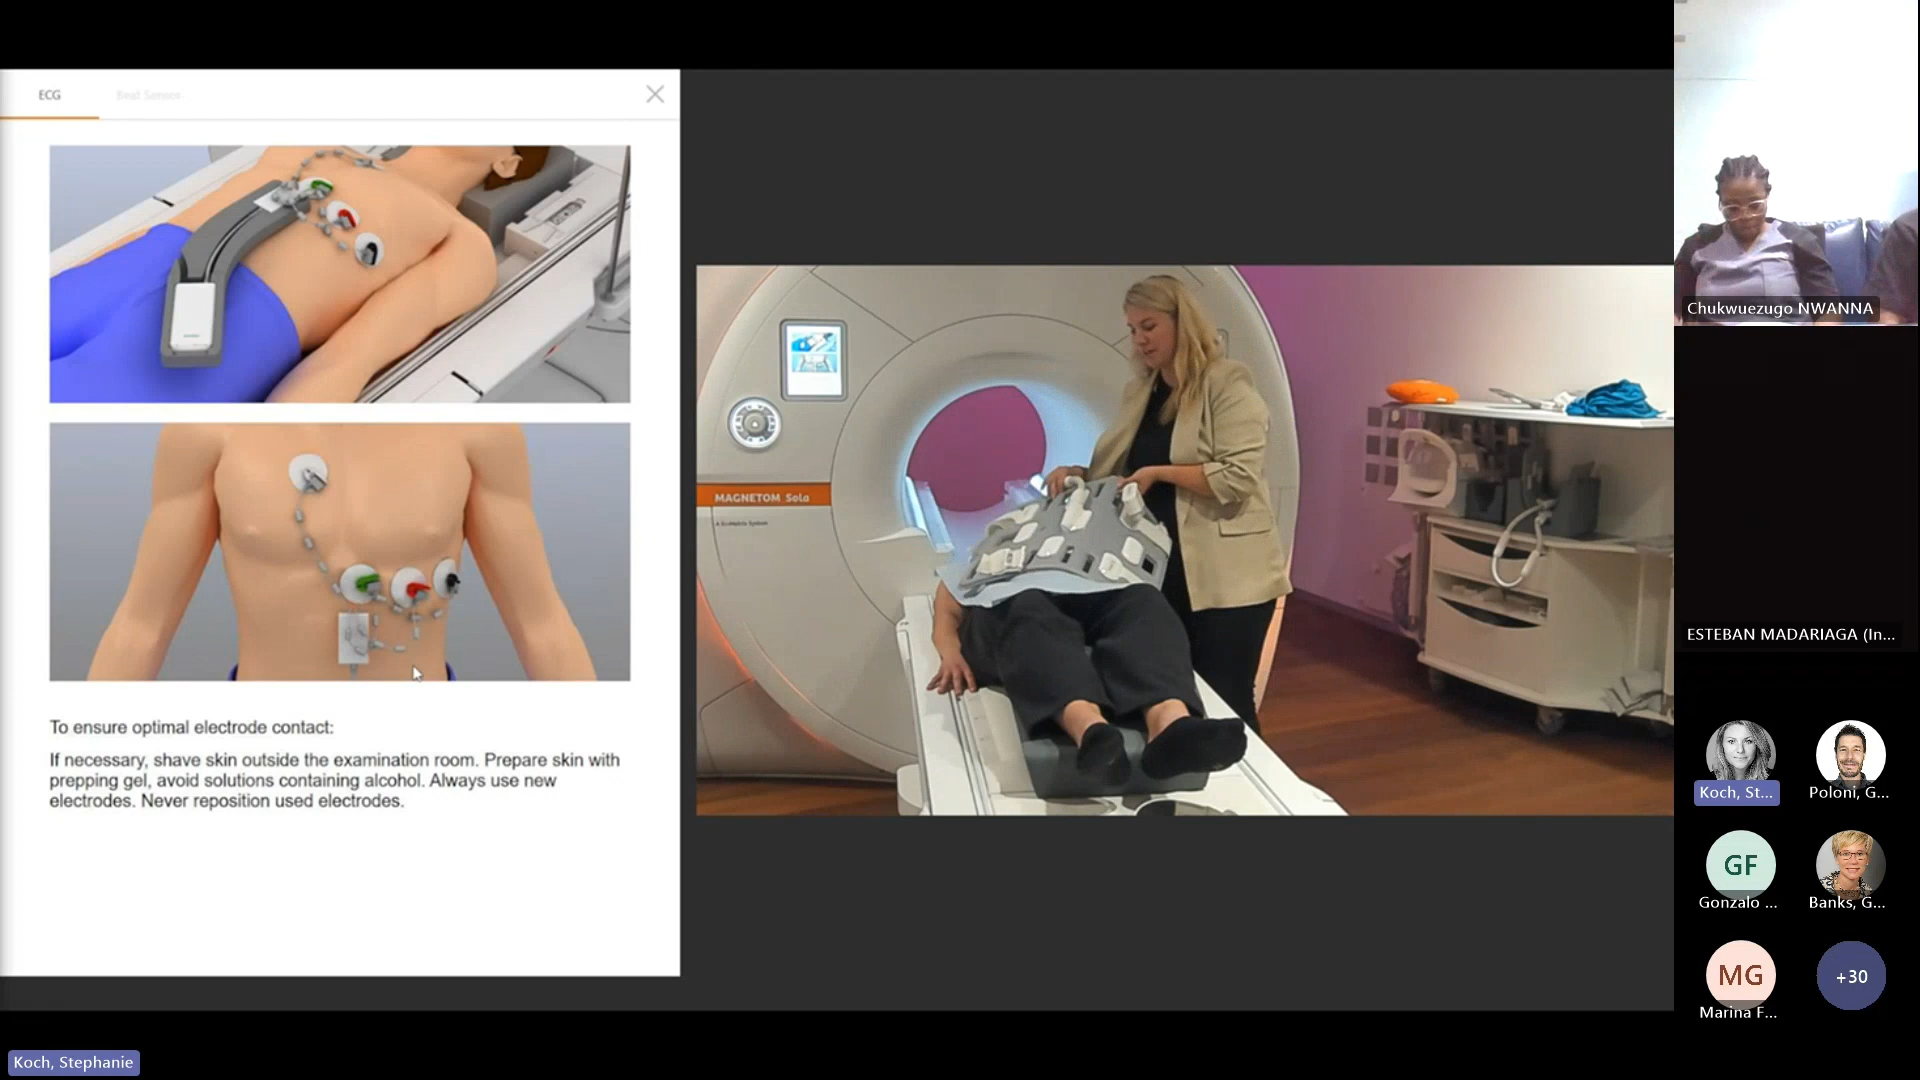 ECG
Beat Sensor
To ensure optimal electrode contact:
If necessary, shave skin outside the examination room. Prepare skin with
prepping gel, avoid solutions containing alcohol. Always use new
electrodes. Never reposition used electrodes.
MAGNETOM Sola
Chukwuezugo NWANNA
ESTEBAN MADARIAGA (In...
Koch, St...
Poloni, G...
GF
Gonzalo ...
Banks, G...
MG
Marina F...
+30
Koch, Stephanie